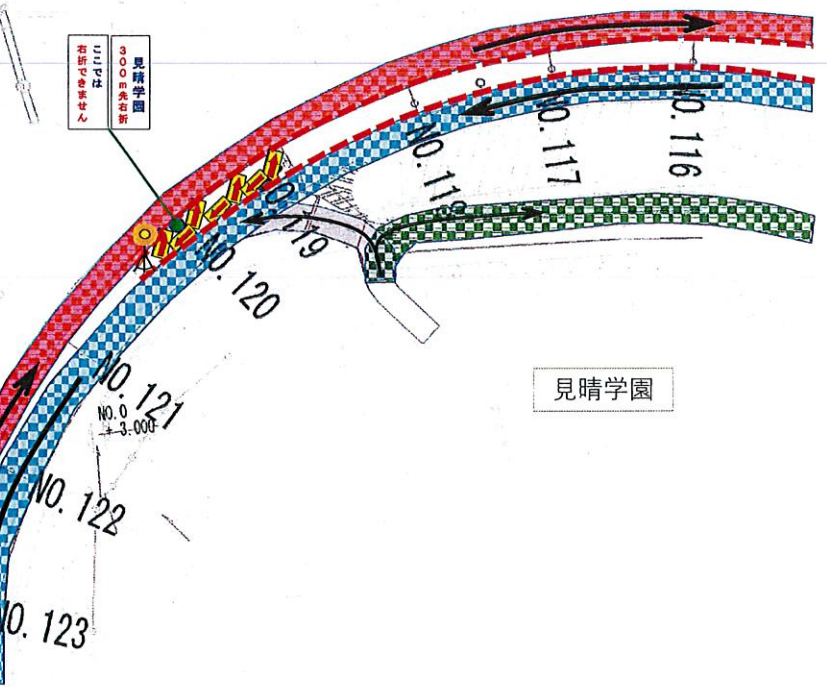 見晴学園
300m先右折
ここでは
右折できません
NO. 116
NO. 117
NO. 118
NO. 119
NO. 120
NO. 121
NO.0
+ 3.000
NO. 122
NO. 123
見晴学園